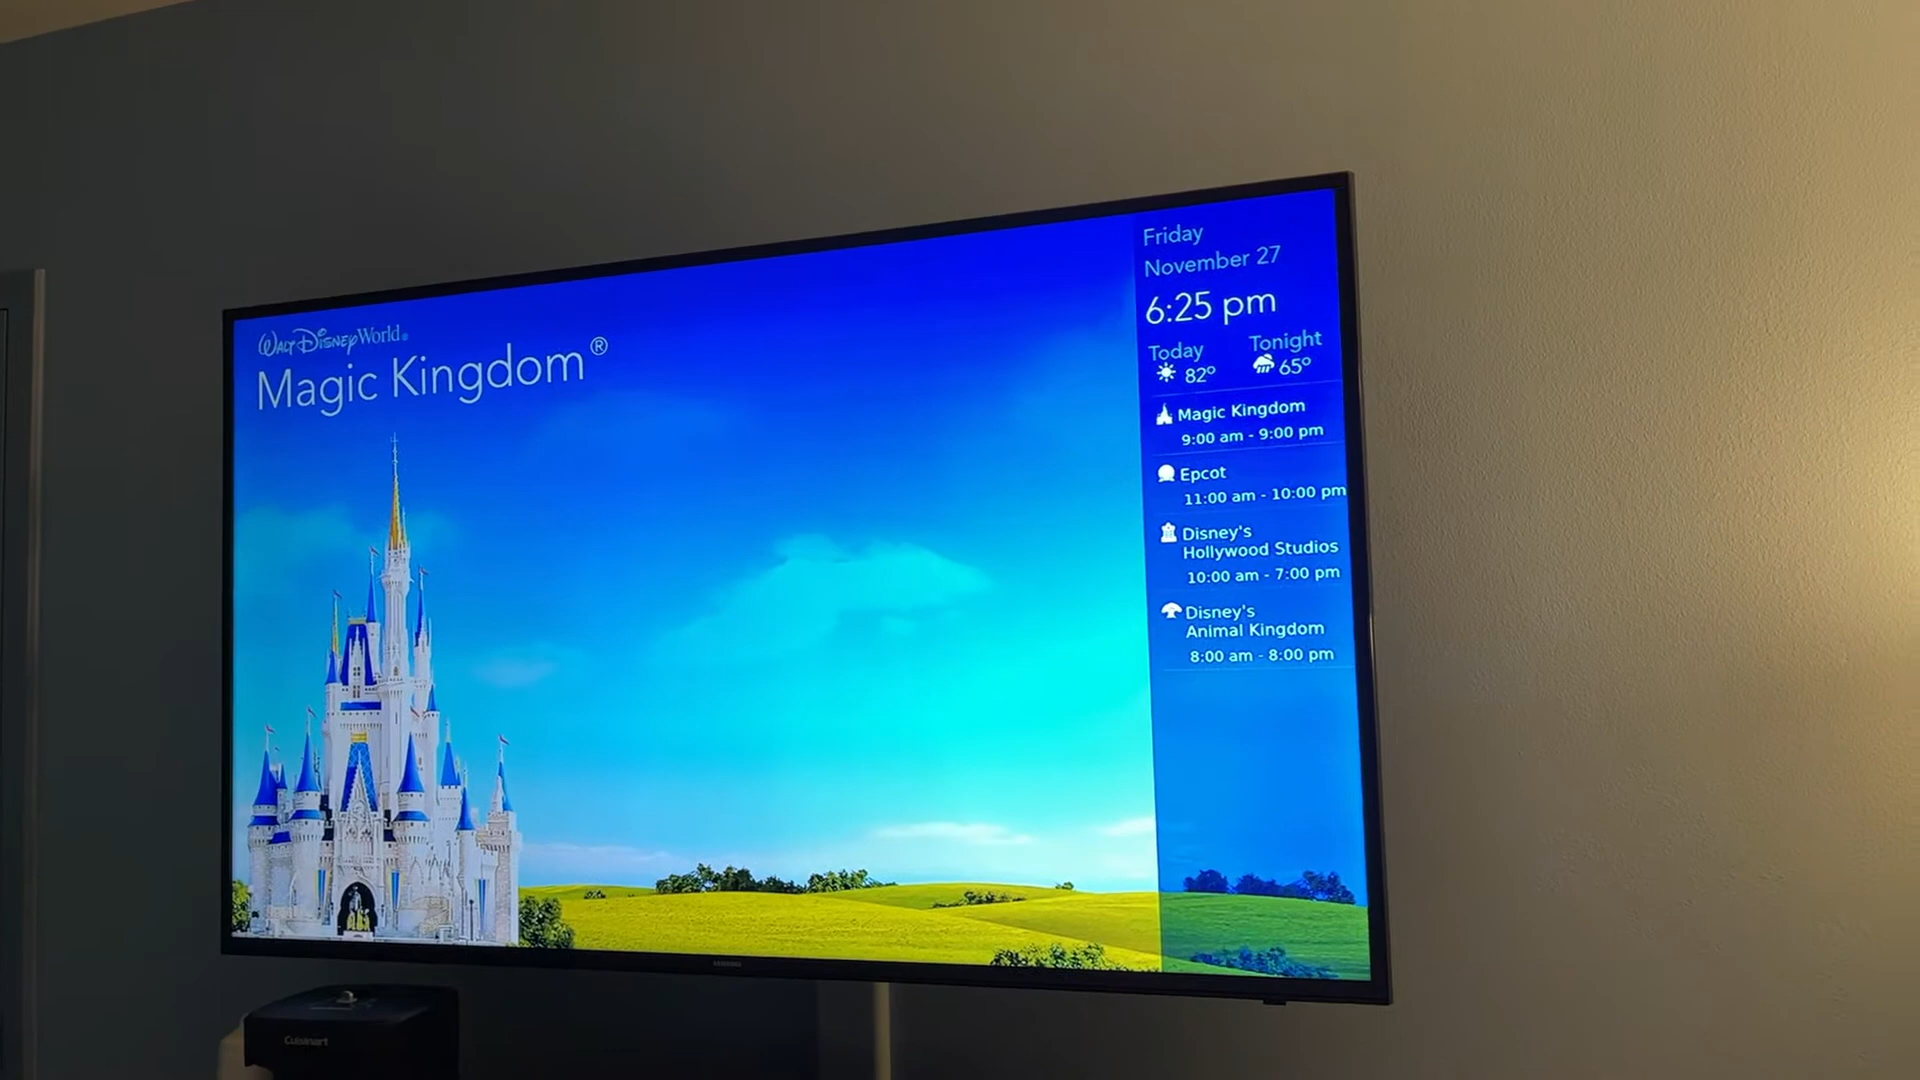 Walt Disney World®
Magic Kingdom®
Friday
November 27
6:25 pm
Today
Tonight
82°
65°
Magic Kingdom
9:00 am - 9:00 pm
Epcot
11:00 am - 10:00 pm
Disney's
Hollywood Studios
10:00 am - 7:00 pm
Disney's
Animal Kingdom
8:00 am - 8:00 pm
SAMSUNG
Cuisinart